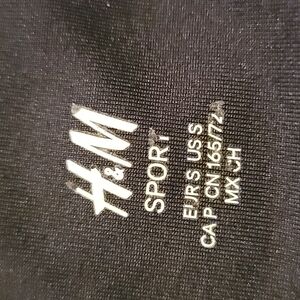 H&M
SPORT
EUR S US S
CA P CN 165/72A
MX CH